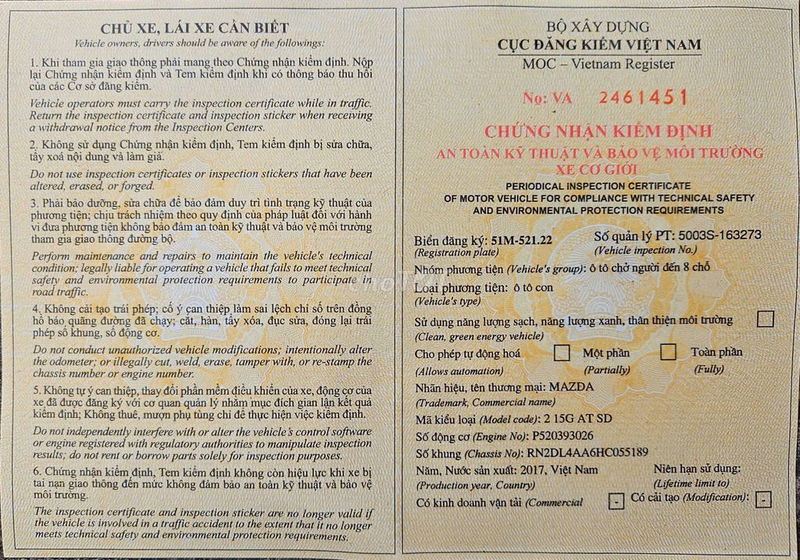 CHỦ XE, LÁI XE CẦN BIẾT
Vehicle owners, drivers should be aware of the followings:
1. Khi tham gia giao thông phải mang theo Chứng nhận kiểm định. Nộp
lại Chứng nhận kiểm định và Tem kiểm định khi có thông báo thu hồi
của các Cơ sở đăng kiểm.
Vehicle operators must carry the inspection certificate while in traffic.
Return the inspection certificate and inspection sticker when receiving
a withdrawal notice from the Inspection Centers.
2. Không sử dụng Chứng nhận kiểm định, Tem kiểm định bị sửa chữa,
tẩy xoá nội dung và làm giả.
Do not use inspection certificates or inspection stickers that have been
altered, erased, or forged.
3. Phải bảo dưỡng, sửa chữa để bảo đảm duy trì tình trạng kỹ thuật của
phương tiện; chịu trách nhiệm theo quy định của pháp luật đối với hành
vi đưa phương tiện không bảo đảm an toàn kỹ thuật và bảo vệ môi trường
tham gia giao thông đường bộ.
Perform maintenance and repairs to maintain the vehicle's technical
condition; legally liable for operating a vehicle that fails to meet technical
safety and environmental protection requirements to participate in
road traffic.
4. Không cải tạo trái phép; cố ý can thiệp làm sai lệch chỉ số trên đồng
hồ báo quãng đường đã chạy; cắt, hàn, tẩy xóa, đục sửa, đóng lại trái
phép số khung, số động cơ.
Do not conduct unauthorized vehicle modifications; intentionally alter
the odometer; or illegally cut, weld, erase, tamper with, or re-stamp the
chassis number or engine number.
5. Không tự ý can thiệp, thay đổi phần mềm điều khiển của xe, động cơ của
xe đã được đăng ký với cơ quan quản lý nhằm mục đích gian lận kết quả
kiểm định; Không thuê, mượn phụ tùng chỉ để thực hiện việc kiểm định.
Do not independently interfere with or alter the vehicle's control software
or engine registered with regulatory authorities to manipulate inspection
results; do not rent or borrow parts solely for inspection purposes.
6. Chứng nhận kiểm định, Tem kiểm định không còn hiệu lực khi xe bị
tai nạn giao thông đến mức không đảm bảo an toàn kỹ thuật và bảo vệ
môi trường.
The inspection certificate and inspection sticker are no longer valid if
the vehicle is involved in a traffic accident to the extent that it no longer
meets technical safety and environmental protection requirements.
BỘ XÂY DỰNG
CỤC ĐĂNG KIỂM VIỆT NAM
MOC – Vietnam Register
No: VA 2461451
CHỨNG NHẬN KIỂM ĐỊNH
AN TOÀN KỸ THUẬT VÀ BẢO VỆ MÔI TRƯỜNG
XE CƠ GIỚI
PERIODICAL INSPECTION CERTIFICATE
OF MOTOR VEHICLE FOR COMPLIANCE WITH TECHNICAL SAFETY
AND ENVIRONMENTAL PROTECTION REQUIREMENTS
Biển đăng ký: 51M-521.22 Số quản lý PT: 5003S-163273
(Registration plate) (Vehicle inspection No.)
Nhóm phương tiện (Vehicle's group): ô tô chở người đến 8 chỗ
Loại phương tiện: ô tô con
(Vehicle's type)
Sử dụng năng lượng sạch, năng lượng xanh, thân thiện môi trường
(Clean, green energy vehicle)
Cho phép tự động hoá Một phần Toàn phần
(Allows automation) (Partially) (Fully)
Nhãn hiệu, tên thương mại: MAZDA
(Trademark, Commercial name)
Mã kiểu loại (Model code): 2 15G AT SD
Số động cơ (Engine No): P520393026
Số khung (Chassis No): RN2DL4AA6HC055189
Năm, Nước sản xuất: 2017, Việt Nam Niên hạn sử dụng:
(Production year, Country) (Lifetime limit to)
Có kinh doanh vận tải (Commercial - Có cải tạo (Modification): -